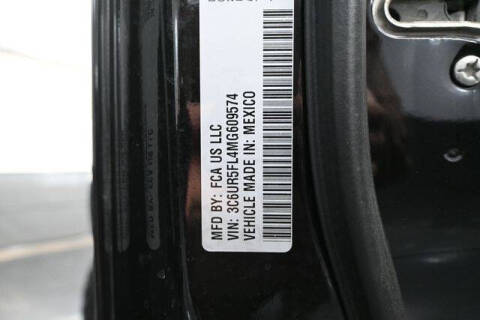 MFD BY: FCA US LLC
VIN: 3C6UR5FL4MG609574
VEHICLE MADE IN: MEXICO